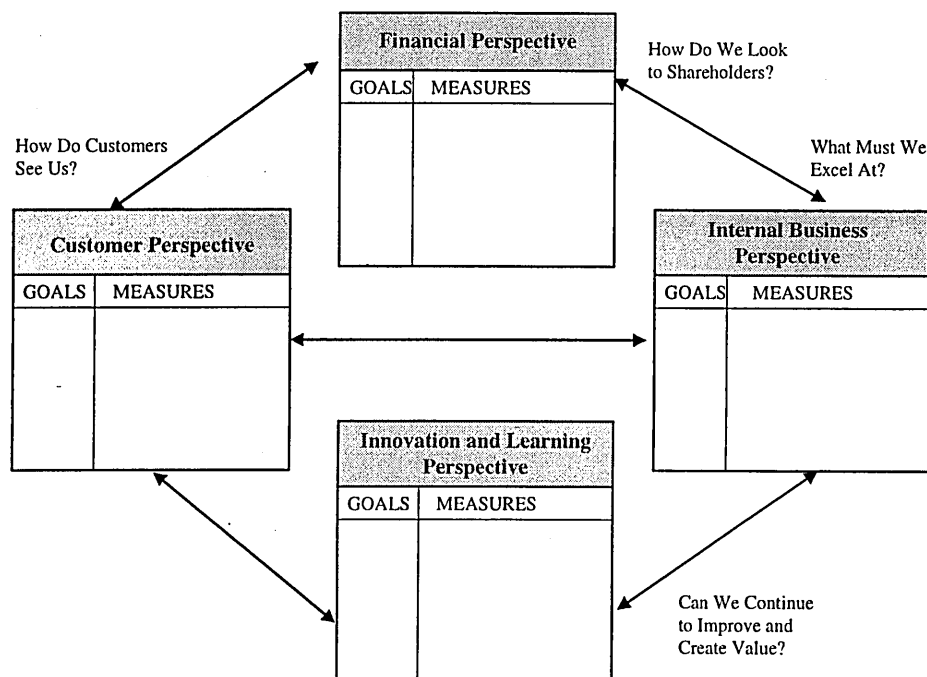 Financial Perspective
GOALS MEASURES
How Do We Look
to Shareholders?
How Do Customers
See Us?
What Must We
Excel At?
Customer Perspective
GOALS MEASURES
Internal Business
Perspective
GOALS MEASURES
Innovation and Learning
Perspective
GOALS MEASURES
Can We Continue
to Improve and
Create Value?